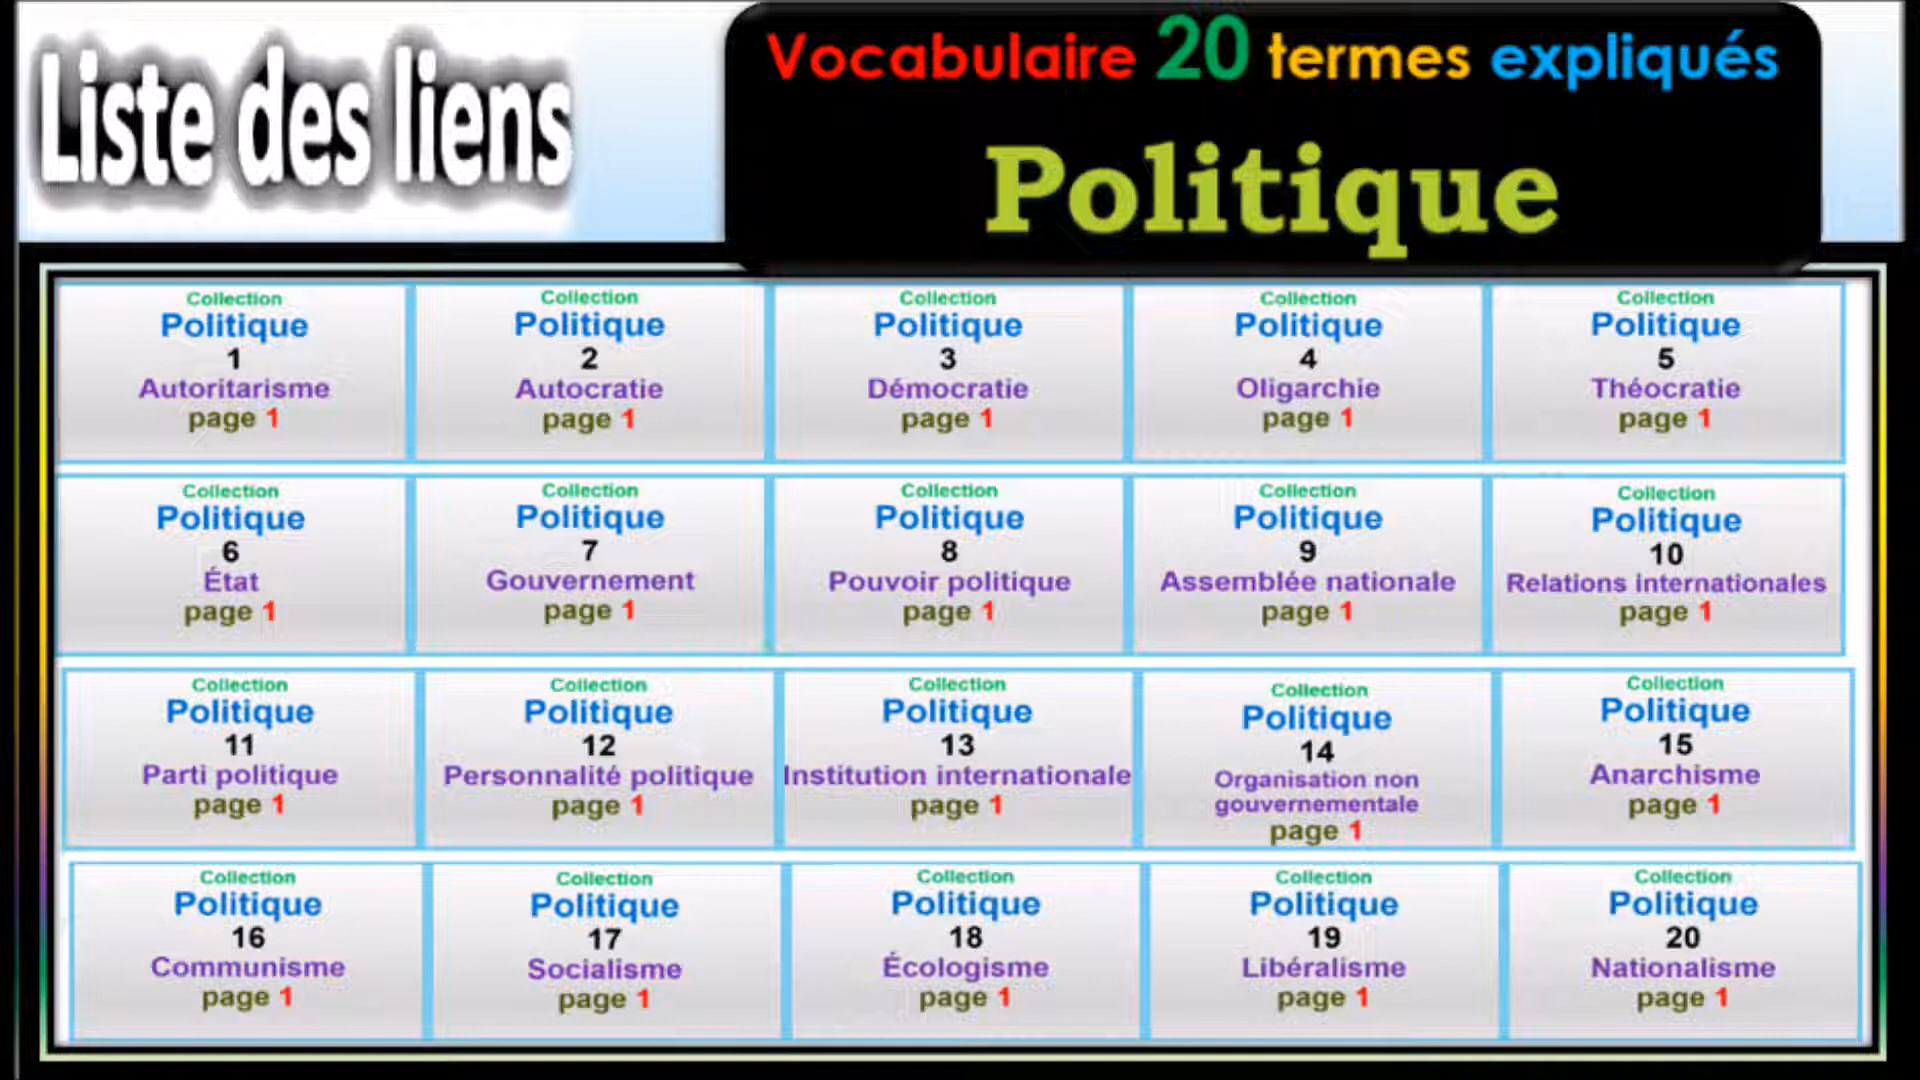 Liste des liens
Vocabulaire 20 termes expliqués
Politique
Collection
Politique
1
Autoritarisme
page 1
Collection
Politique
2
Autocratie
page 1
Collection
Politique
3
Démocratie
page 1
Collection
Politique
4
Oligarchie
page 1
Collection
Politique
5
Théocratie
page 1
Collection
Politique
6
État
page 1
Collection
Politique
7
Gouvernement
page 1
Collection
Politique
8
Pouvoir politique
page 1
Collection
Politique
9
Assemblée nationale
page 1
Collection
Politique
10
Relations internationales
page 1
Collection
Politique
11
Parti politique
page 1
Collection
Politique
12
Personnalité politique
page 1
Collection
Politique
13
Institution internationale
page 1
Collection
Politique
14
Organisation non
gouvernementale
page 1
Collection
Politique
15
Anarchisme
page 1
Collection
Politique
16
Communisme
page 1
Collection
Politique
17
Socialisme
page 1
Collection
Politique
18
Écologisme
page 1
Collection
Politique
19
Libéralisme
page 1
Collection
Politique
20
Nationalisme
page 1